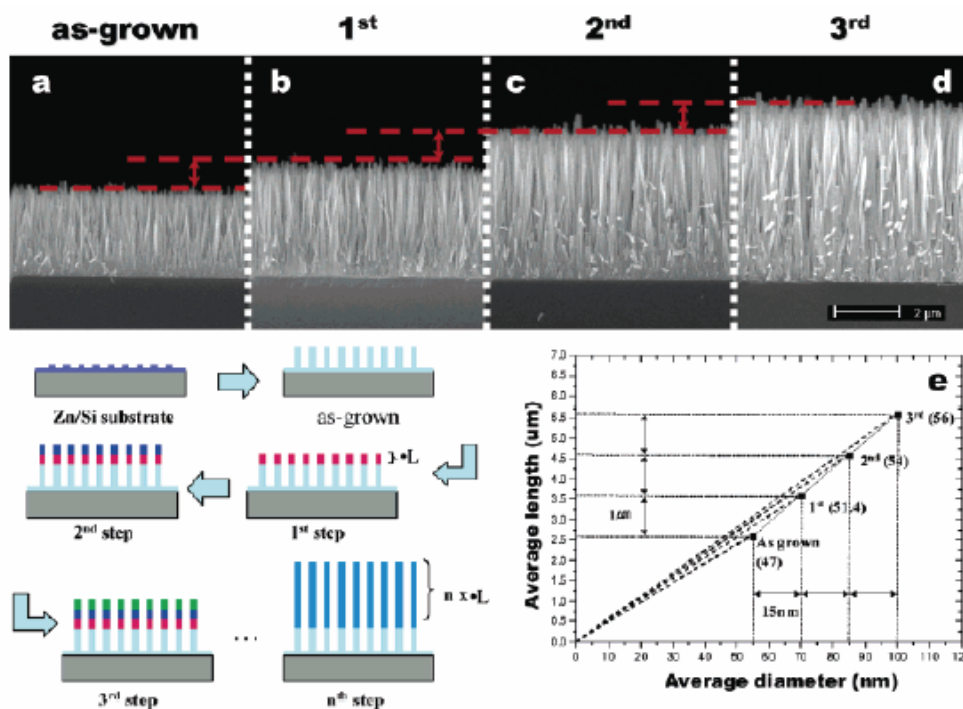 as-grown 1st 2nd 3rd
a b c d
2 µm
Zn/Si substrate
as-grown
•L
2nd step
1st step
n x •L
3rd step
...
nth step
e
Average length (um)
7.0
6.5
6.0
5.5
5.0
4.5
4.0
3.5
3.0
2.5
2.0
1.5
1.0
0.5
0.0
3rd (56)
2nd (54)
1st (51.4)
As grown
(47)
15nm
0 10 20 30 40 50 60 70 80 90 100 110 120
Average diameter (nm)